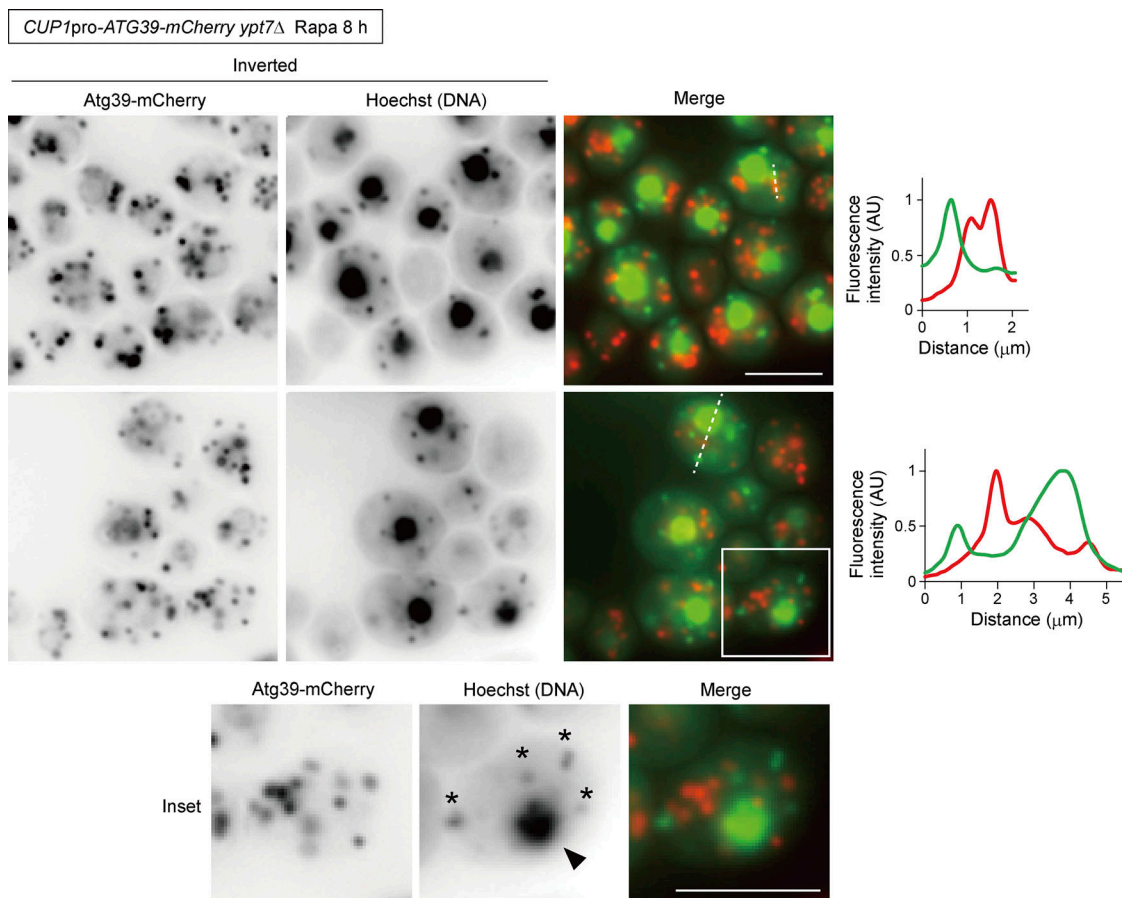 CUP1pro-ATG39-mCherry ypt7Δ Rapa 8 h
Inverted
Atg39-mCherry
Hoechst (DNA)
Merge
Fluorescence
intensity (AU)
1
0.5
0
0 1 2
Distance (μm)
Fluorescence
intensity (AU)
1
0.5
0
0 1 2 3 4 5
Distance (μm)
Atg39-mCherry
Hoechst (DNA)
Merge
Inset
*
*
*
*